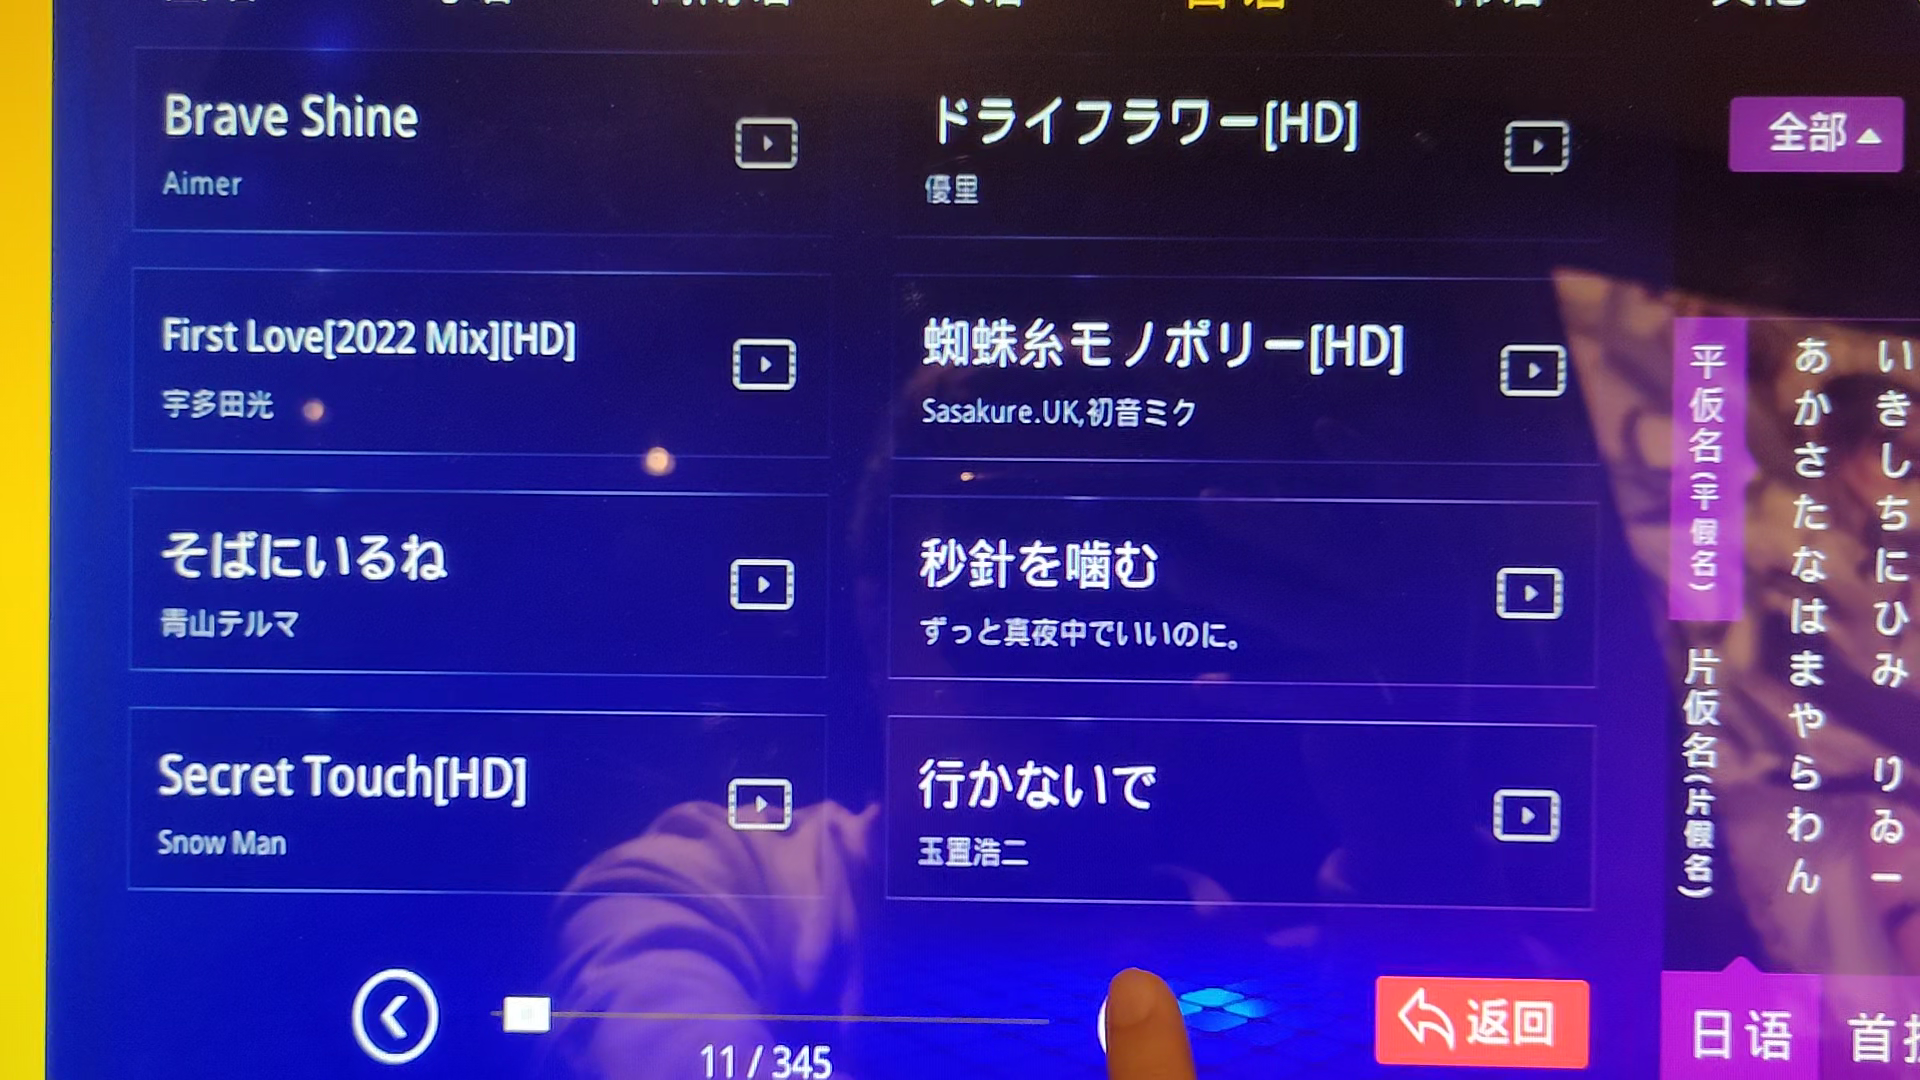 日语
Brave Shine
Aimer
ドライフラワー[HD]
優里
First Love[2022 Mix][HD]
宇多田光
蜘蛛糸モノポリー[HD]
Sasakure.UK,初音ミク
そばにいるね
青山テルマ
秒針を噛む
ずっと真夜中でいいのに。
Secret Touch[HD]
Snow Man
行かないで
玉置浩二
11 / 345
返回
全部
平仮名(平假名)
片仮名(片假名)
あかさたなはまやらわん
いきしちにひみ りゐー
日语
首